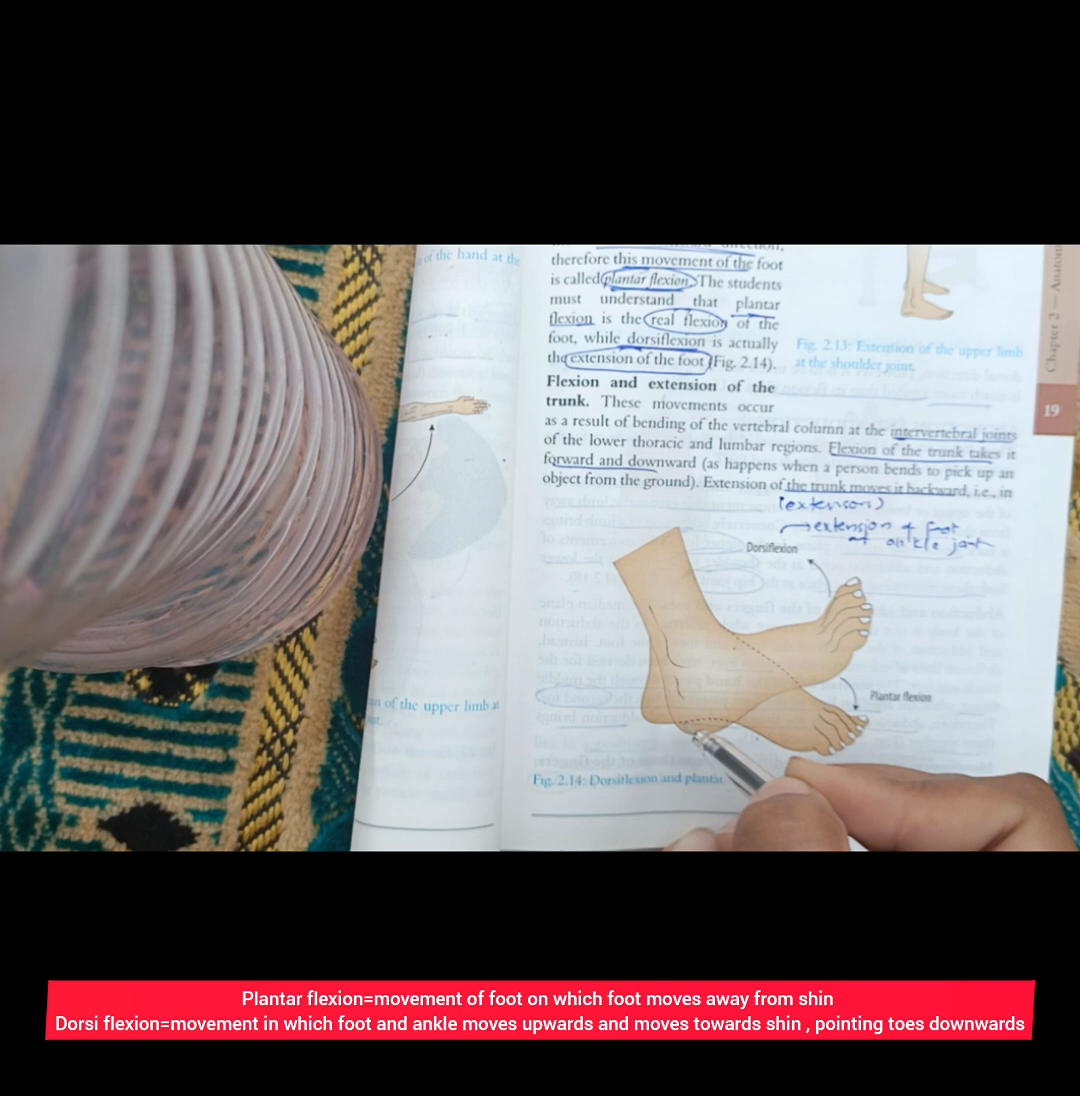 of the hand at the
therefore this movement of the foot
is called plantar flexion. The students
must understand that plantar
flexion is the real flexion of the
foot, while dorsiflexion is actually
the extension of the foot (Fig. 2.14).
Flexion and extension of the
trunk. These movements occur
as a result of bending of the vertebral column at the intervertebral joints
of the lower thoracic and lumbar regions. Flexion of the trunk takes it
forward and downward (as happens when a person bends to pick up an
object from the ground). Extension of the trunk moves it backward, i.e., in
Fig. 2.13: Extention of the upper limb
at the shoulder joint.
Chapter 2 — Anatom
19
(extension)
→extension of foot
at ankle joint
Dorsiflexion
Plantar flexion
of the upper limb at
Fig. 2.14: Dorsiflexion and plantar
Plantar flexion=movement of foot on which foot moves away from shin
Dorsi flexion=movement in which foot and ankle moves upwards and moves towards shin , pointing toes downwards